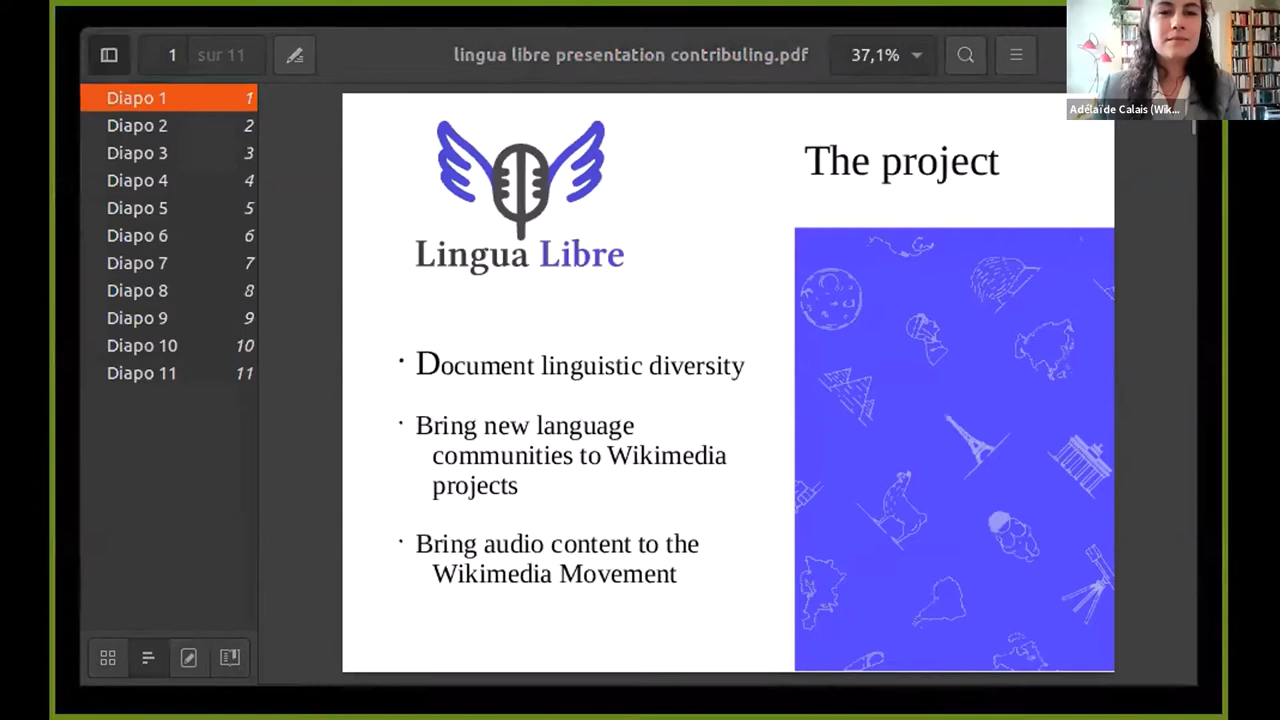 1 sur 11
lingua libre presentation contribuling.pdf
37,1%
Adélaïde Calais (Wik...
Diapo 1 1
Diapo 2 2
Diapo 3 3
Diapo 4 4
Diapo 5 5
Diapo 6 6
Diapo 7 7
Diapo 8 8
Diapo 9 9
Diapo 10 10
Diapo 11 11
Lingua Libre
The project
· Document linguistic diversity
· Bring new language
communities to Wikimedia
projects
· Bring audio content to the
Wikimedia Movement